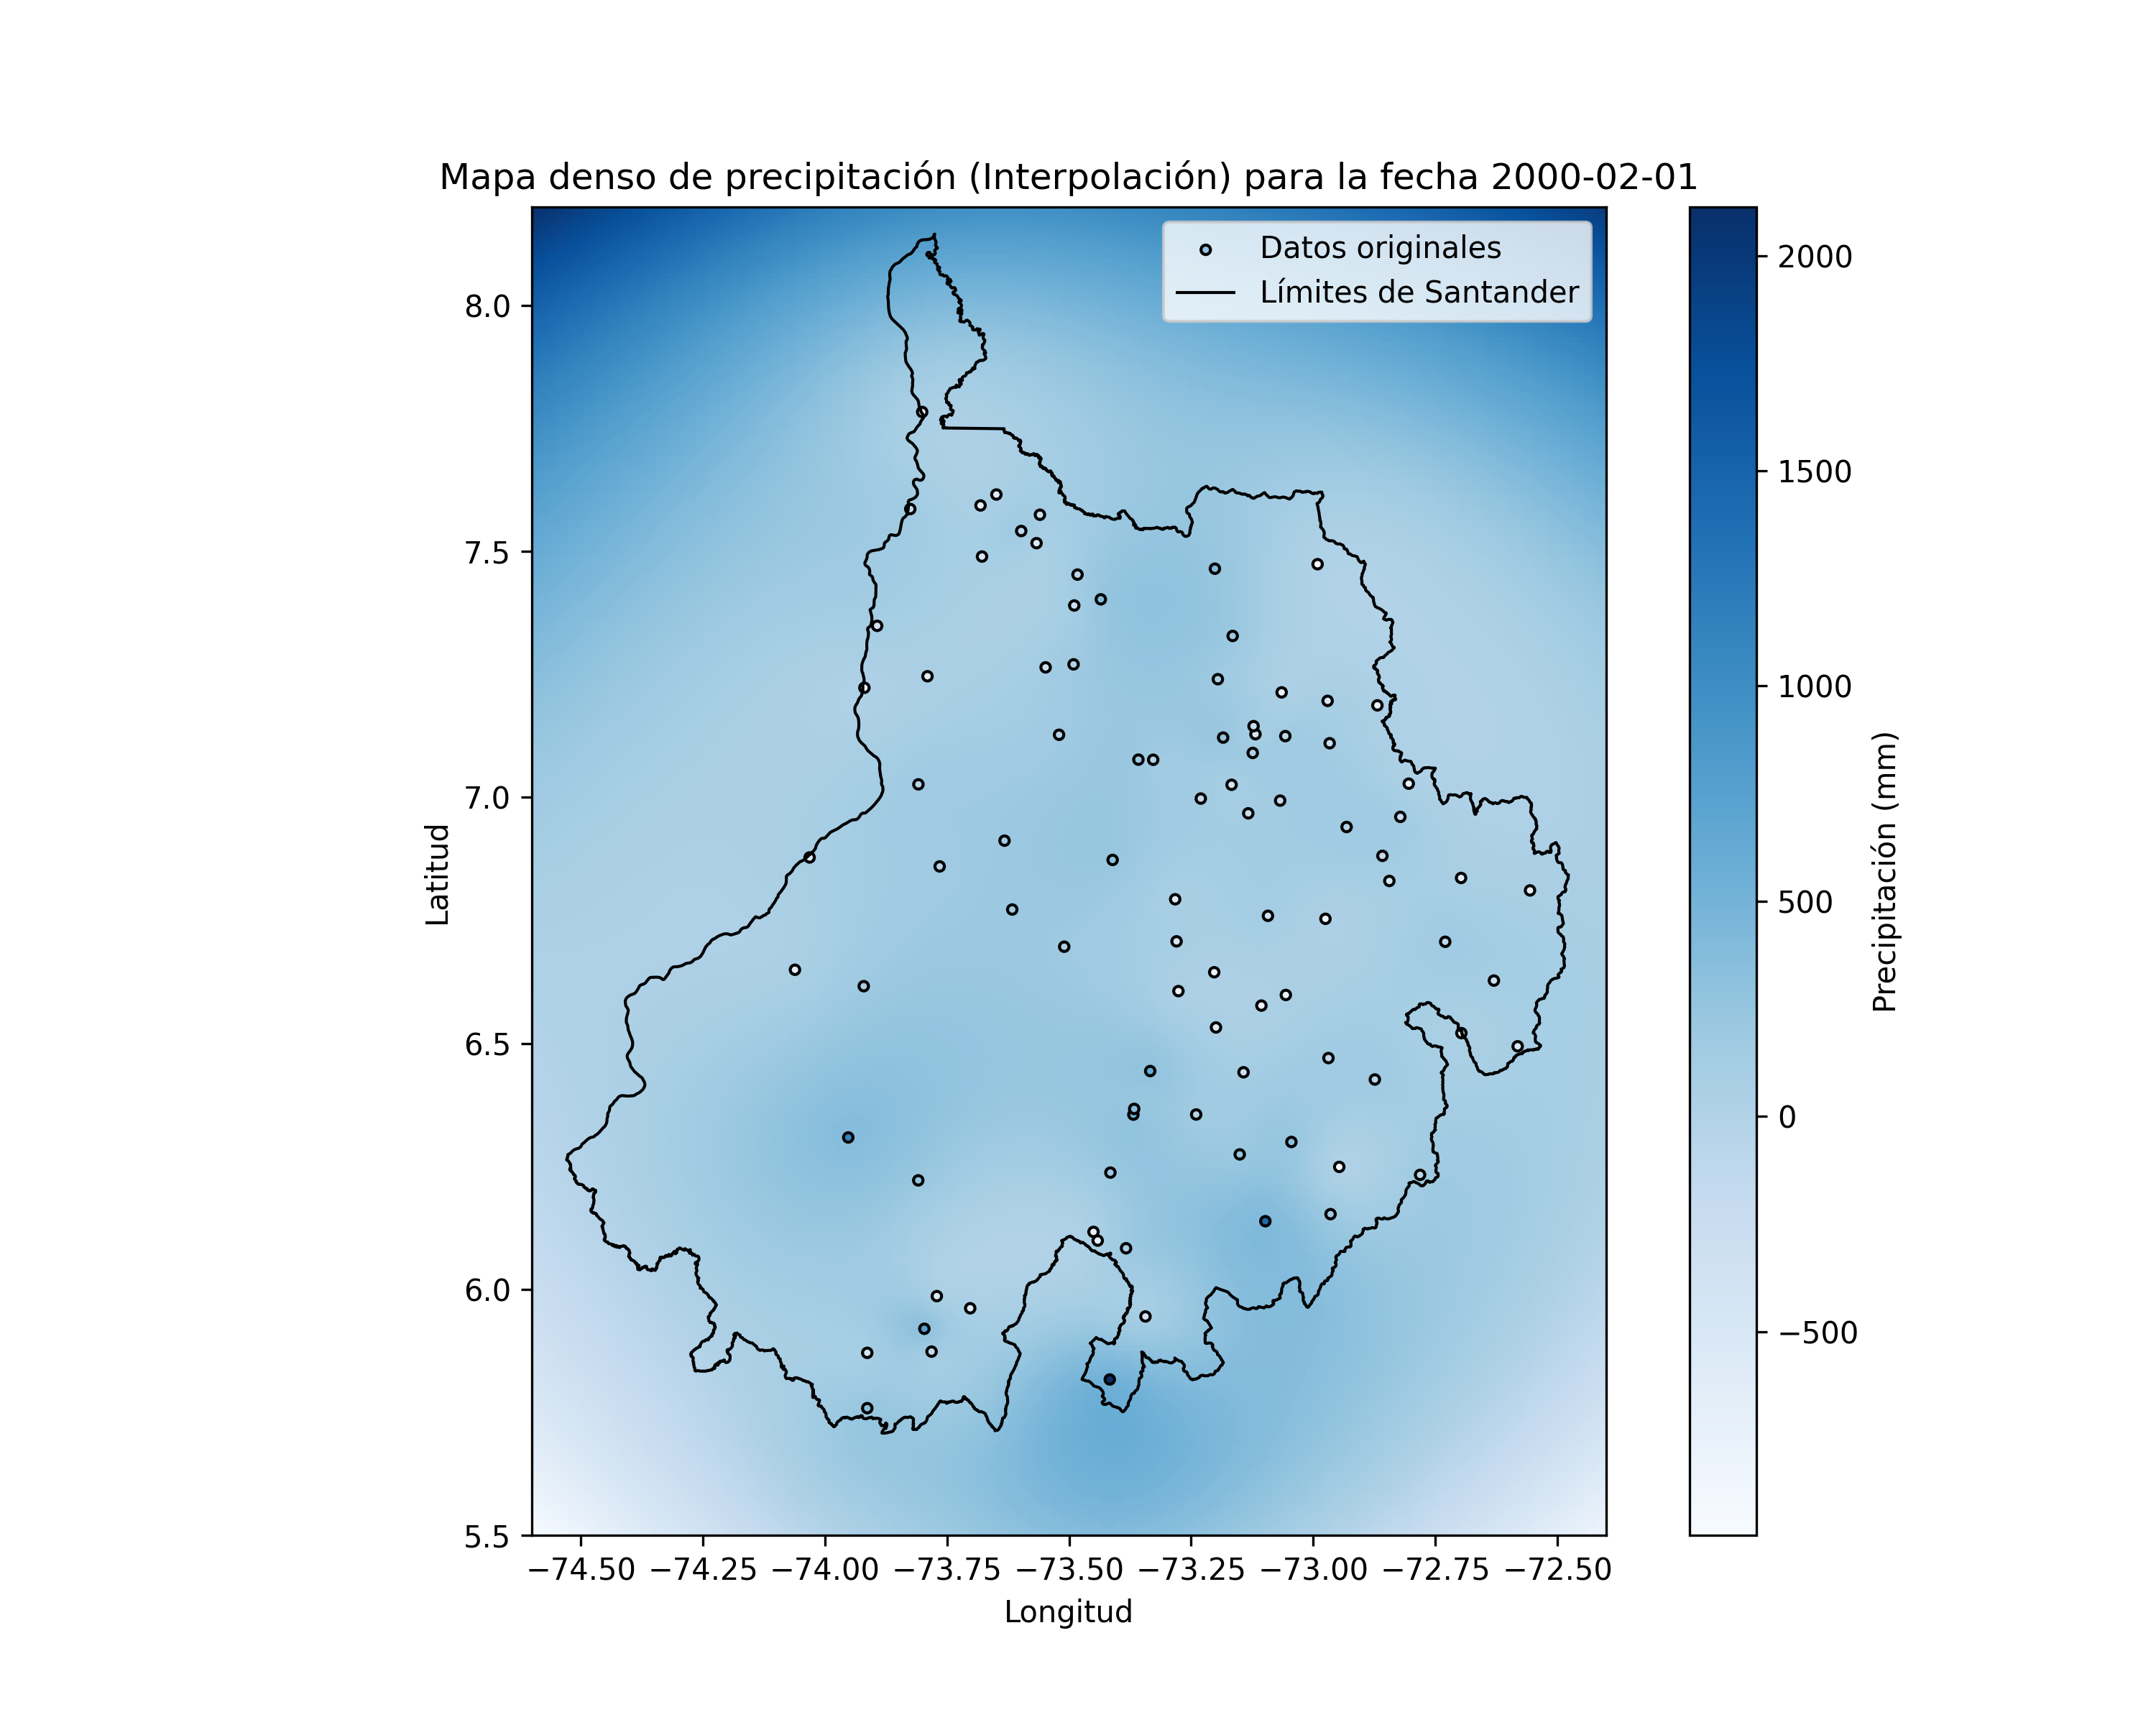 Mapa denso de precipitación (Interpolación) para la fecha 2000-02-01
Datos originales
Límites de Santander
8.0
7.5
7.0
6.5
6.0
5.5
Latitud
−74.50 −74.25 −74.00 −73.75 −73.50 −73.25 −73.00 −72.75 −72.50
Longitud
2000
1500
1000
500
0
−500
Precipitación (mm)